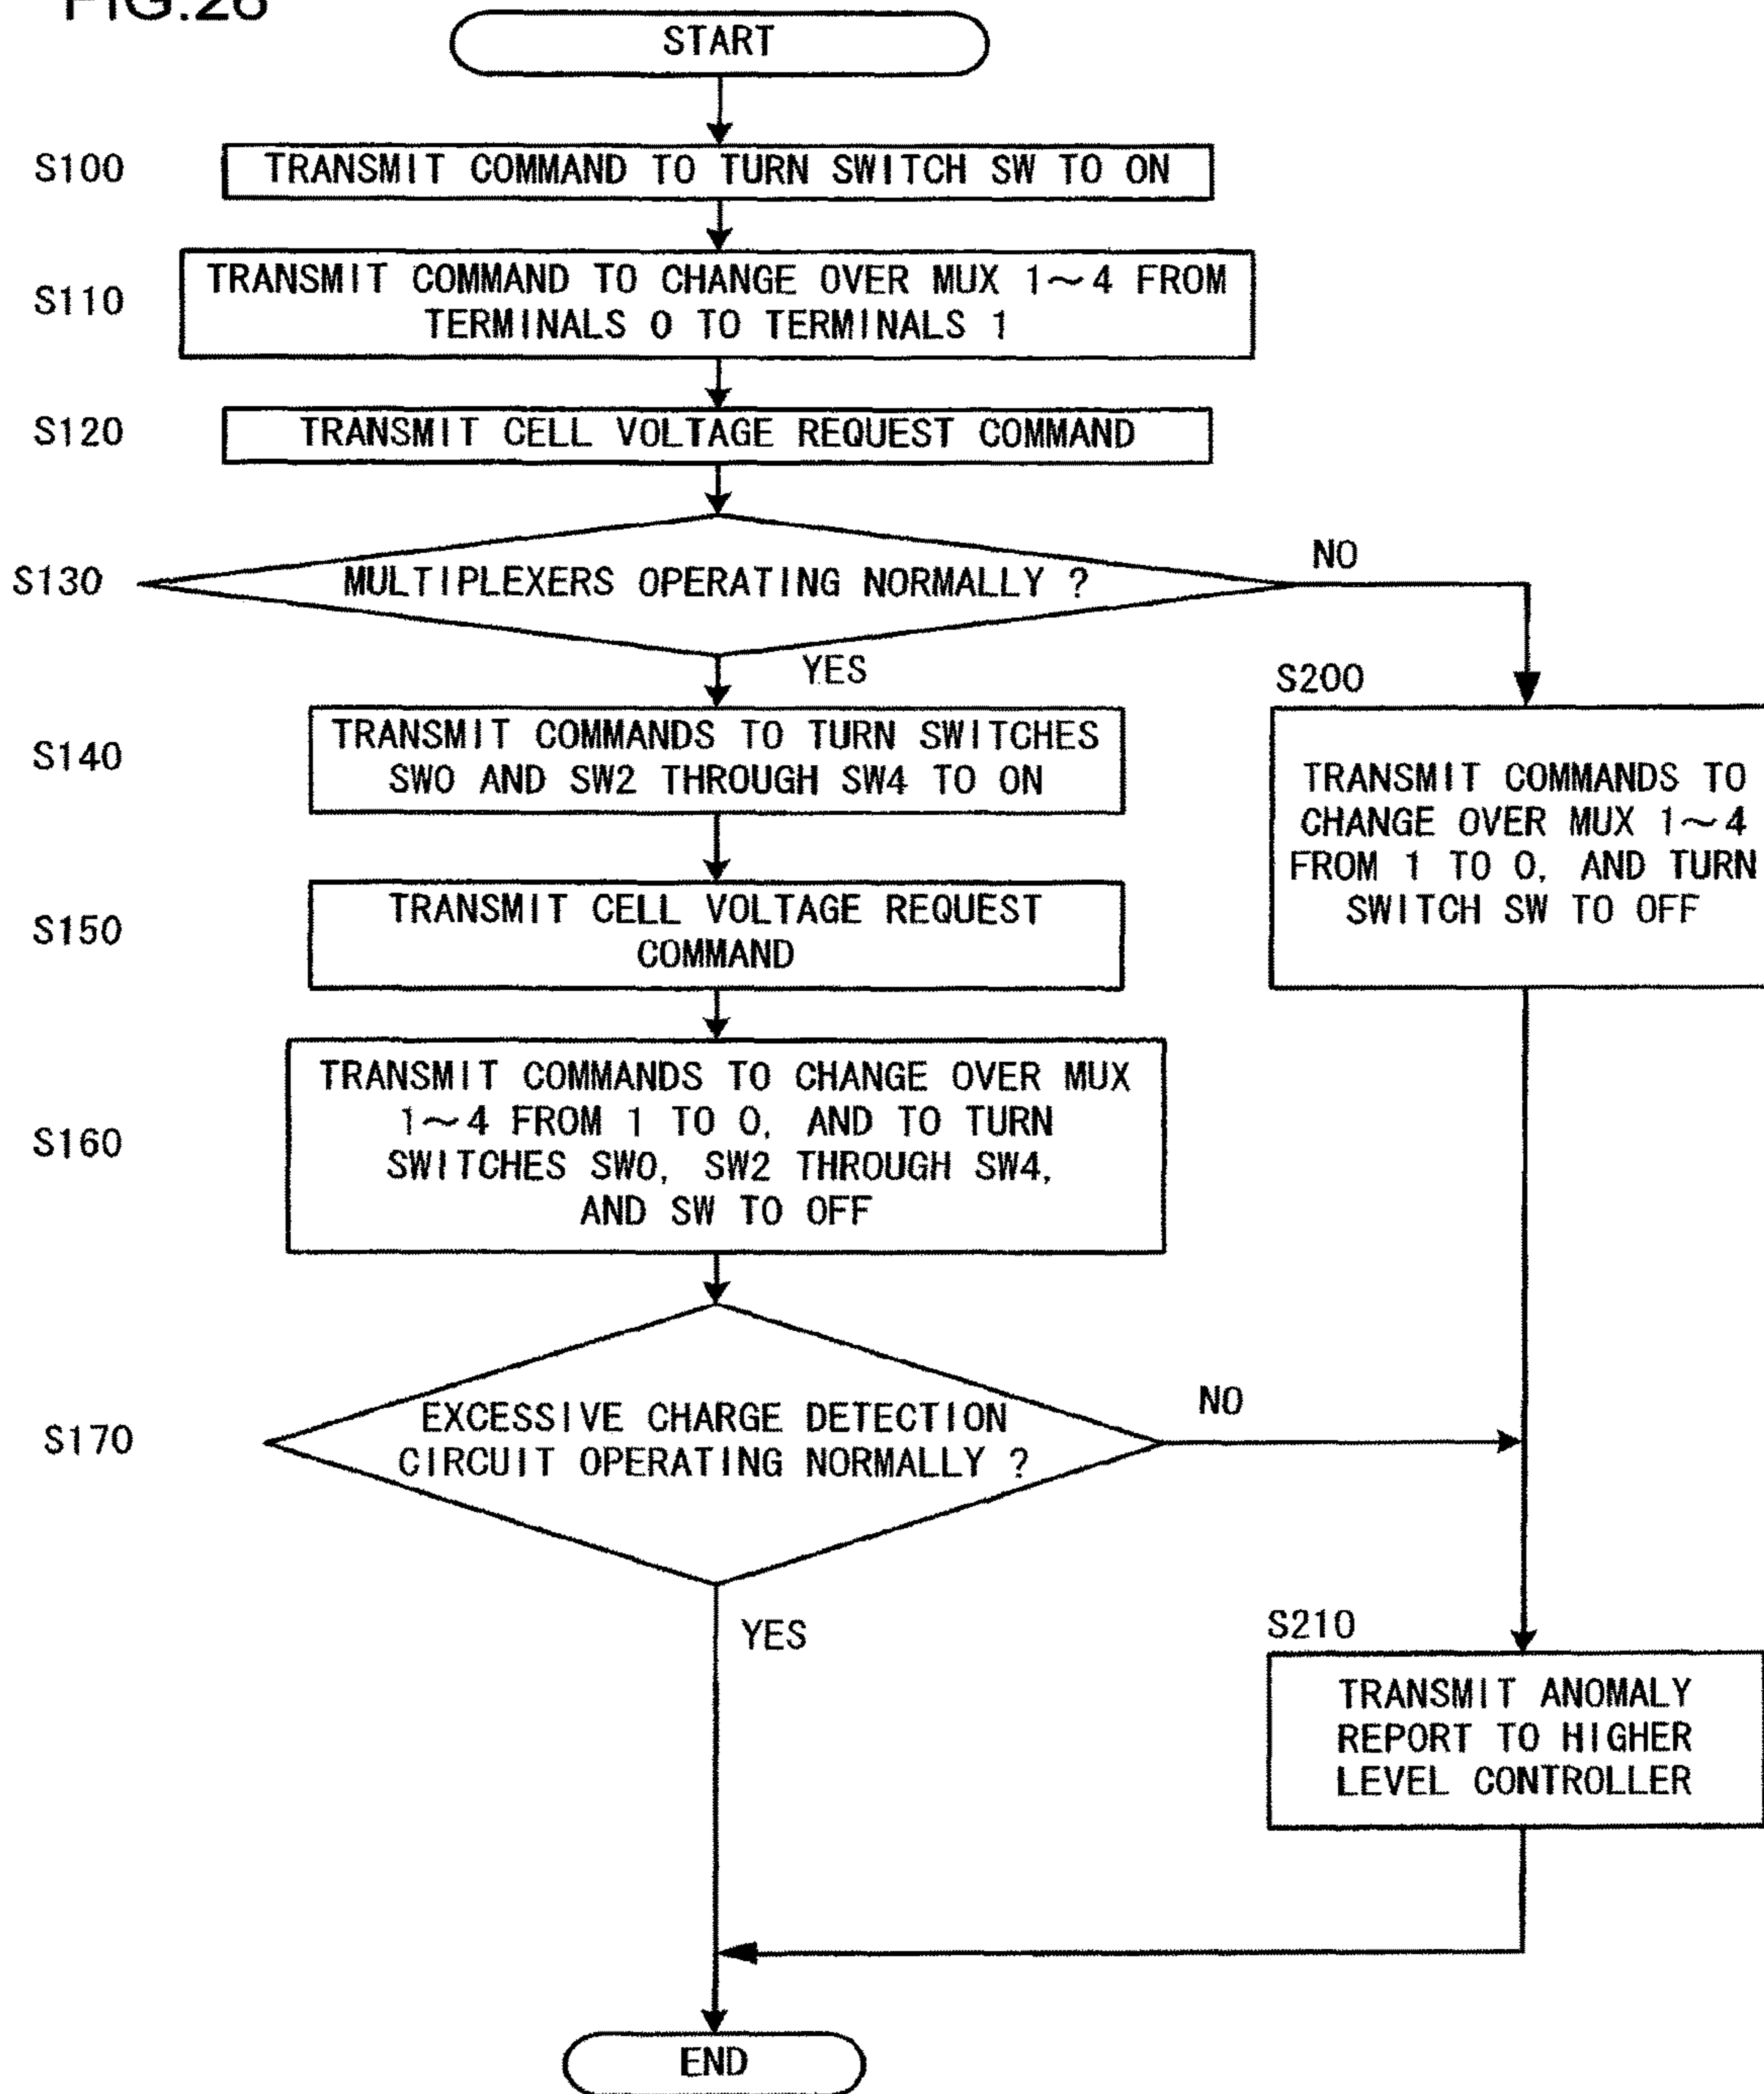 FIG.26
START
S100
TRANSMIT COMMAND TO TURN SWITCH SW TO ON
S110
TRANSMIT COMMAND TO CHANGE OVER MUX 1~4 FROM
TERMINALS 0 TO TERMINALS 1
S120
TRANSMIT CELL VOLTAGE REQUEST COMMAND
S130
MULTIPLEXERS OPERATING NORMALLY ?
NO
YES
S140
TRANSMIT COMMANDS TO TURN SWITCHES
SW0 AND SW2 THROUGH SW4 TO ON
S200
TRANSMIT COMMANDS TO
CHANGE OVER MUX 1~4
FROM 1 TO 0, AND TURN
SWITCH SW TO OFF
S150
TRANSMIT CELL VOLTAGE REQUEST
COMMAND
S160
TRANSMIT COMMANDS TO CHANGE OVER MUX
1~4 FROM 1 TO 0, AND TO TURN
SWITCHES SW0, SW2 THROUGH SW4,
AND SW TO OFF
S170
EXCESSIVE CHARGE DETECTION
CIRCUIT OPERATING NORMALLY ?
NO
YES
S210
TRANSMIT ANOMALY
REPORT TO HIGHER
LEVEL CONTROLLER
END